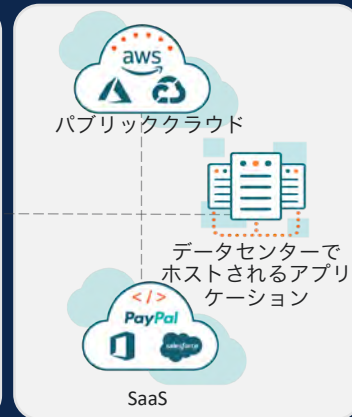 aws
パブリッククラウド
データセンターで
ホストされるアプリ
ケーション
</>
PayPal
salesforce
SaaS